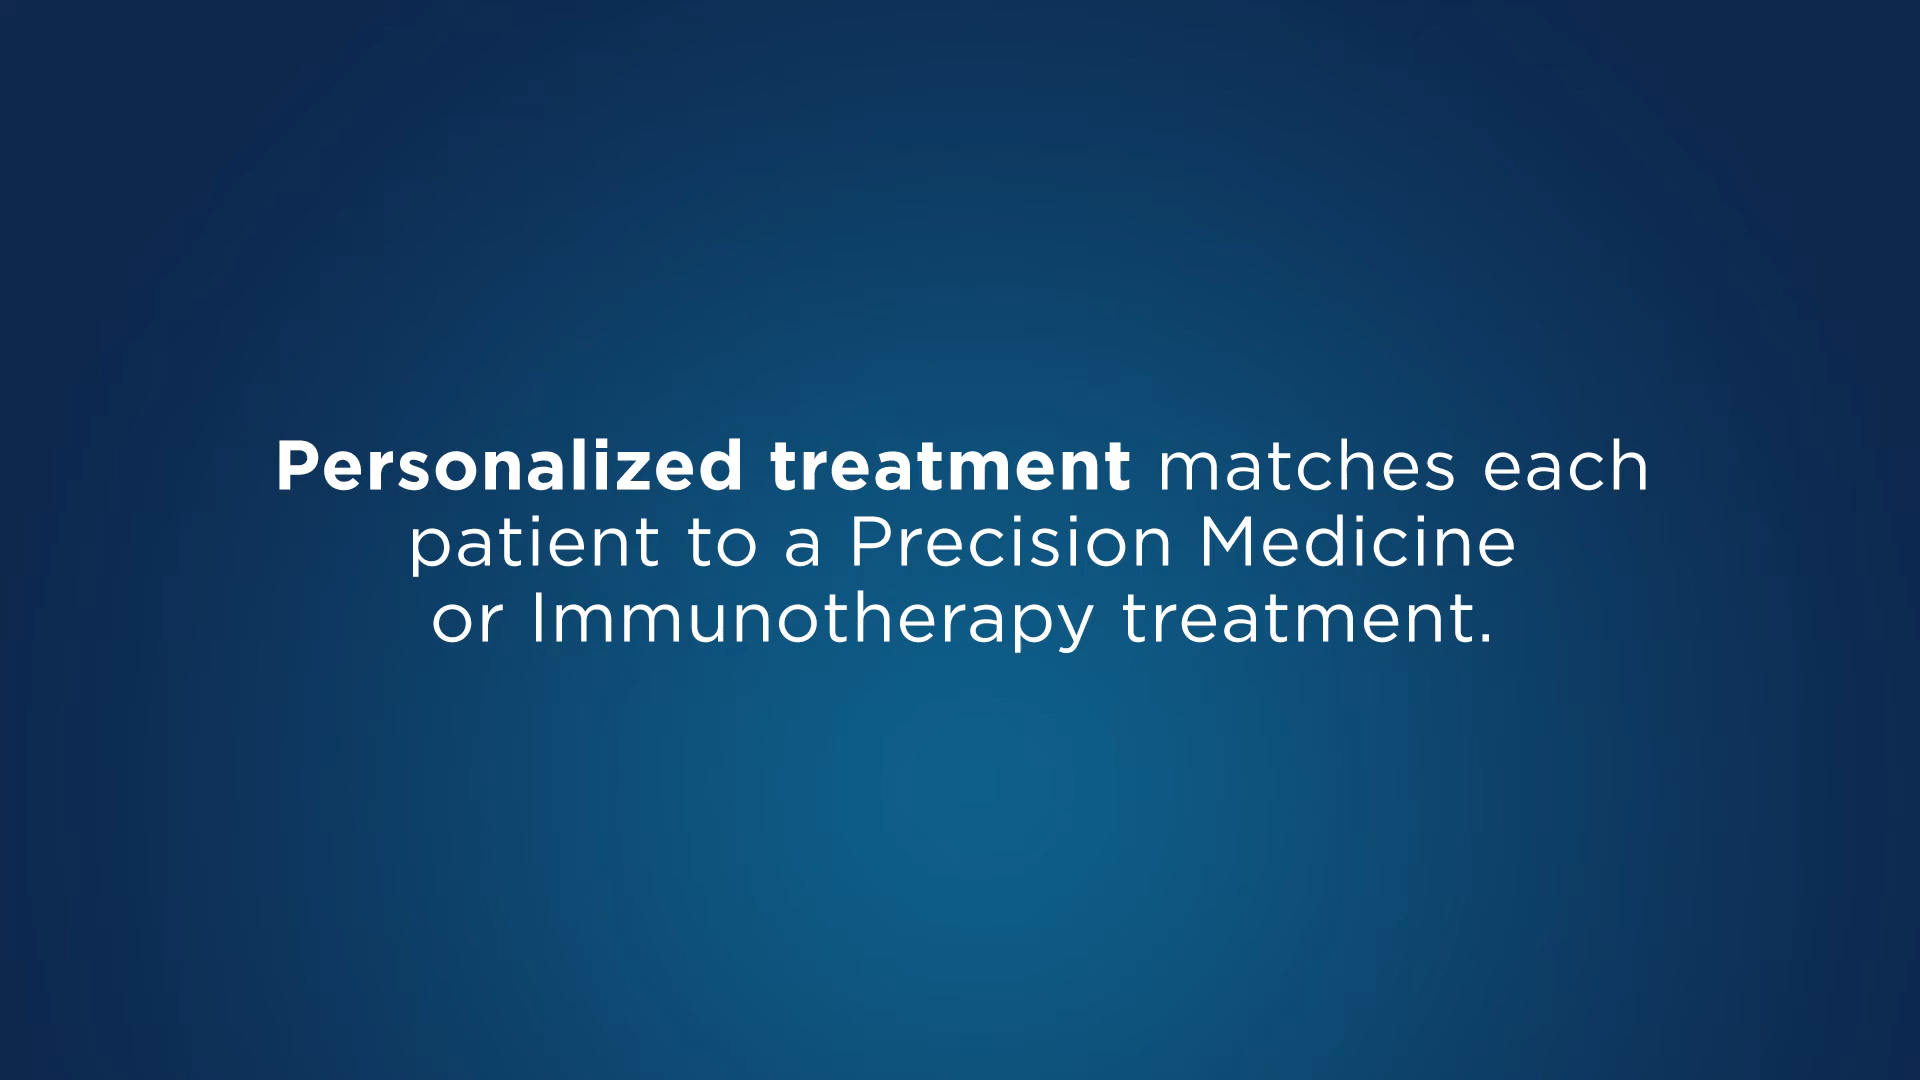 Personalized treatment matches each
patient to a Precision Medicine
or Immunotherapy treatment.